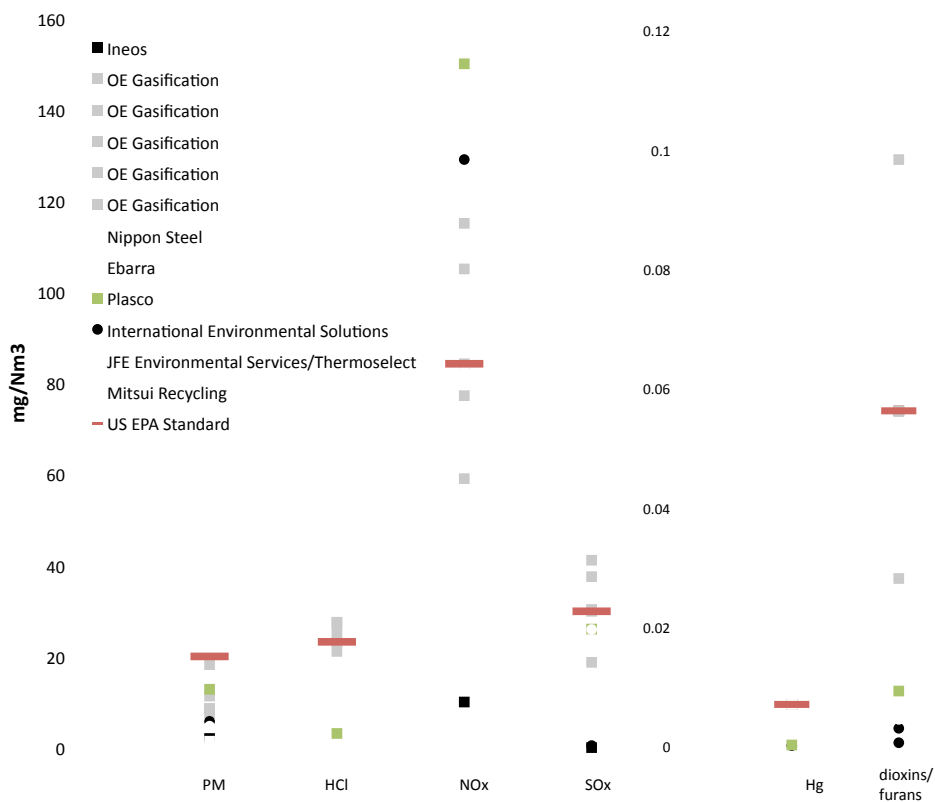 160
140
120
100
80
60
40
20
0
mg/Nm3
Ineos
OE Gasification
OE Gasification
OE Gasification
OE Gasification
OE Gasification
Nippon Steel
Ebarra
Plasco
International Environmental Solutions
JFE Environmental Services/Thermoselect
Mitsui Recycling
US EPA Standard
0.12
0.1
0.08
0.06
0.04
0.02
0
PM
HCl
NOx
SOx
Hg
dioxins/
furans